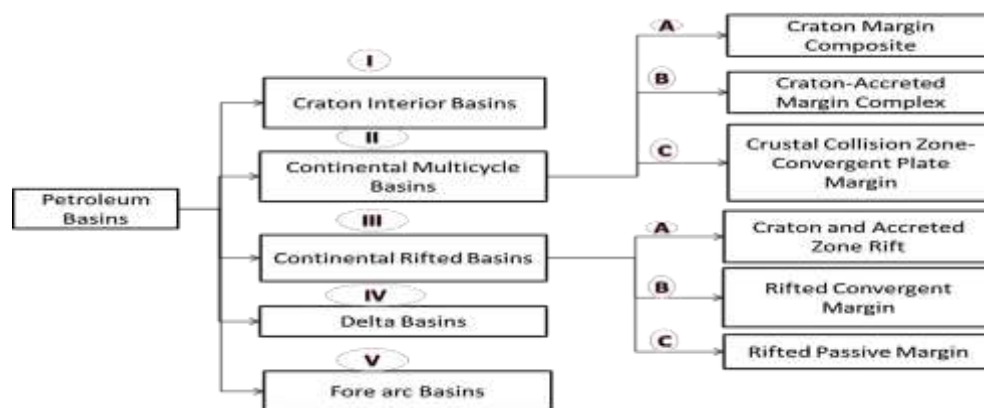 Petroleum
Basins
I
Craton Interior Basins
II
Continental Multicycle
Basins
III
Continental Rifted Basins
IV
Delta Basins
V
Fore arc Basins
A
Craton Margin
Composite
B
Craton-Accreted
Margin Complex
C
Crustal Collision Zone-
Convergent Plate
Margin
A
Craton and Accreted
Zone Rift
B
Rifted Convergent
Margin
C
Rifted Passive Margin